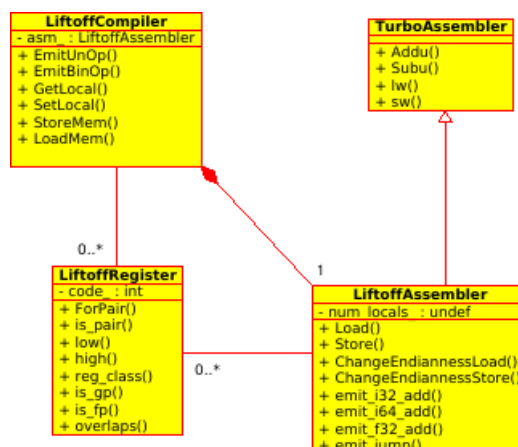 LiftoffCompiler
- asm_ : LiftoffAssembler
+ EmitUnOp()
+ EmitBinOp()
+ GetLocal()
+ SetLocal()
+ StoreMem()
+ LoadMem()
TurboAssembler
+ Addu()
+ Subu()
+ lw()
+ sw()
0..*
1
LiftoffRegister
- code_ : int
+ ForPair()
+ is_pair()
+ low()
+ high()
+ reg_class()
+ is_gp()
+ is_fp()
+ overlaps()
0..*
LiftoffAssembler
- num_locals_ : undef
+ Load()
+ Store()
+ ChangeEndiannessLoad()
+ ChangeEndiannessStore()
+ emit_i32_add()
+ emit_i64_add()
+ emit_f32_add()
+ emit_jump()